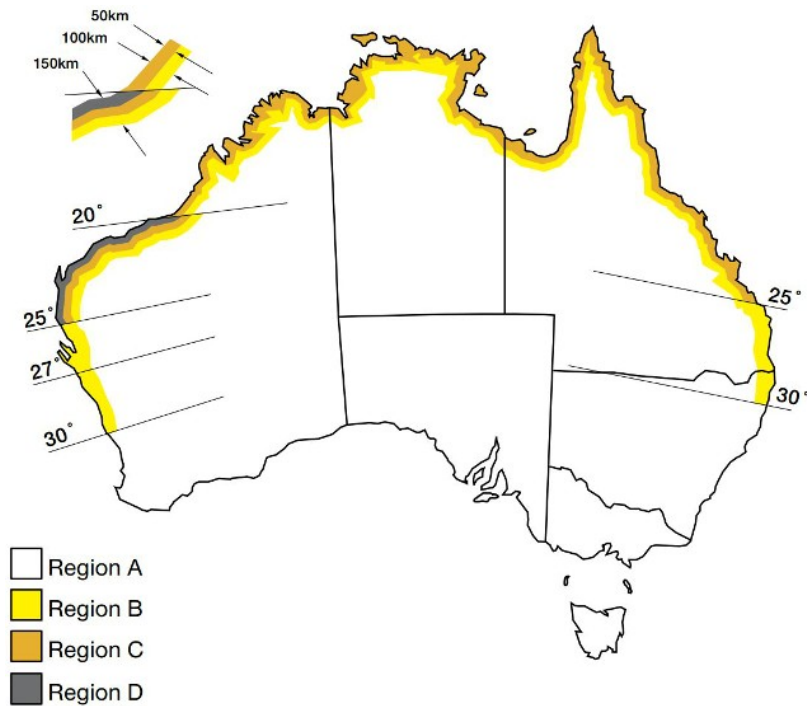 50km
100km
150km
20°
25°
25°
27°
30°
30°
Region A
Region B
Region C
Region D